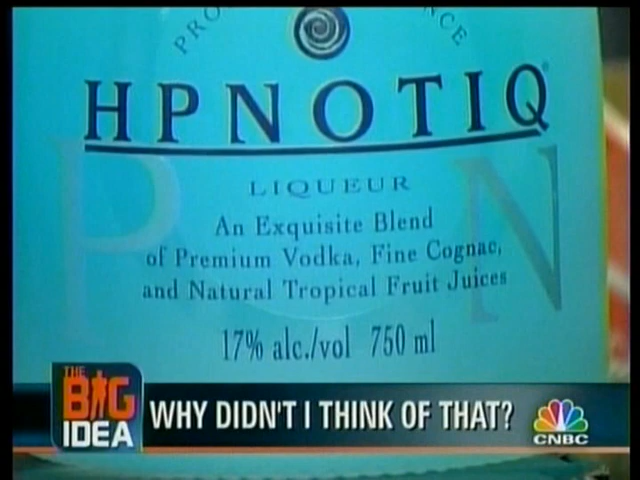 HPNOTIQ
LIQUEUR
An Exquisite Blend
of Premium Vodka, Fine Cognac,
and Natural Tropical Fruit Juices
17% alc./vol 750 ml
THE
BIG
IDEA
WHY DIDN'T I THINK OF THAT?
CNBC